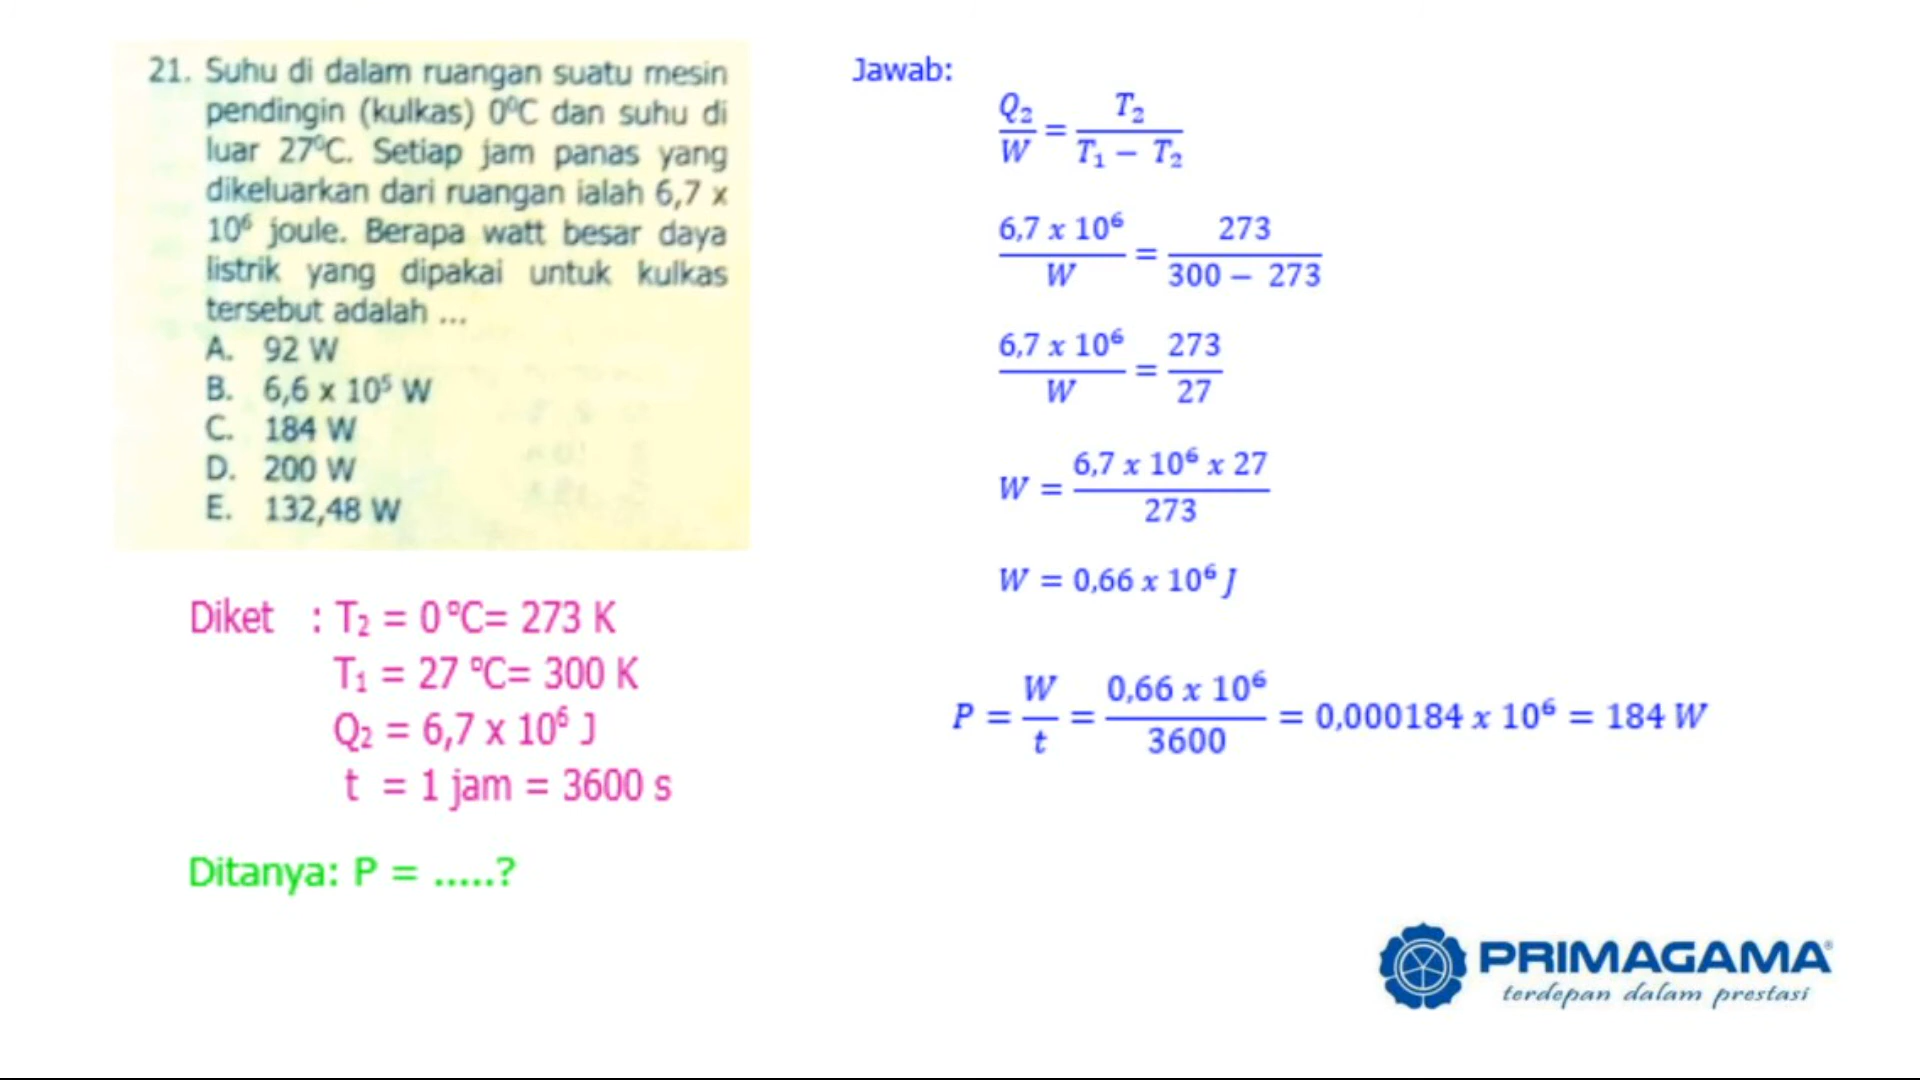 21. Suhu di dalam ruangan suatu mesin
pendingin (kulkas) 0⁰C dan suhu di
luar 27⁰C. Setiap jam panas yang
dikeluarkan dari ruangan ialah 6,7 x
10⁶ joule. Berapa watt besar daya
listrik yang dipakai untuk kulkas
tersebut adalah ...
A. 92 W
B. 6,6 x 10⁵ W
C. 184 W
D. 200 W
E. 132,48 W
Diket : T₂ = 0 ⁰C= 273 K
T₁ = 27 ⁰C= 300 K
Q₂ = 6,7 x 10⁶ J
t = 1 jam = 3600 s
Ditanya: P = .....?
Jawab:
Q₂/W = T₂/(T₁ − T₂)
6,7 x 10⁶/W = 273/(300 − 273)
6,7 x 10⁶/W = 273/27
W = 6,7 x 10⁶ x 27/273
W = 0,66 x 10⁶ J
P = W/t = 0,66 x 10⁶/3600 = 0,000184 x 10⁶ = 184 W
PRIMAGAMA®
terdepan dalam prestasi